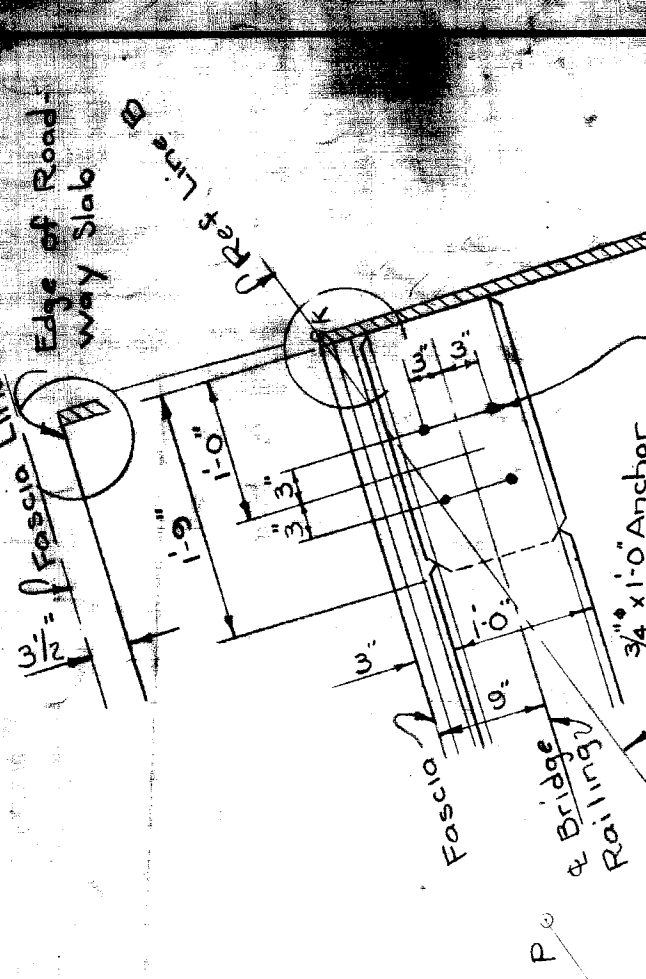 Edge of Road-
way Slab
Fascia Line
Ref Line B
3½"
1'-9"
1'-0"
3"
3"
K
3"
3"
3"
1'-0"
9"
Fascia
℄ Bridge
Railing
¾"ø x 1'-0" Anchor
P